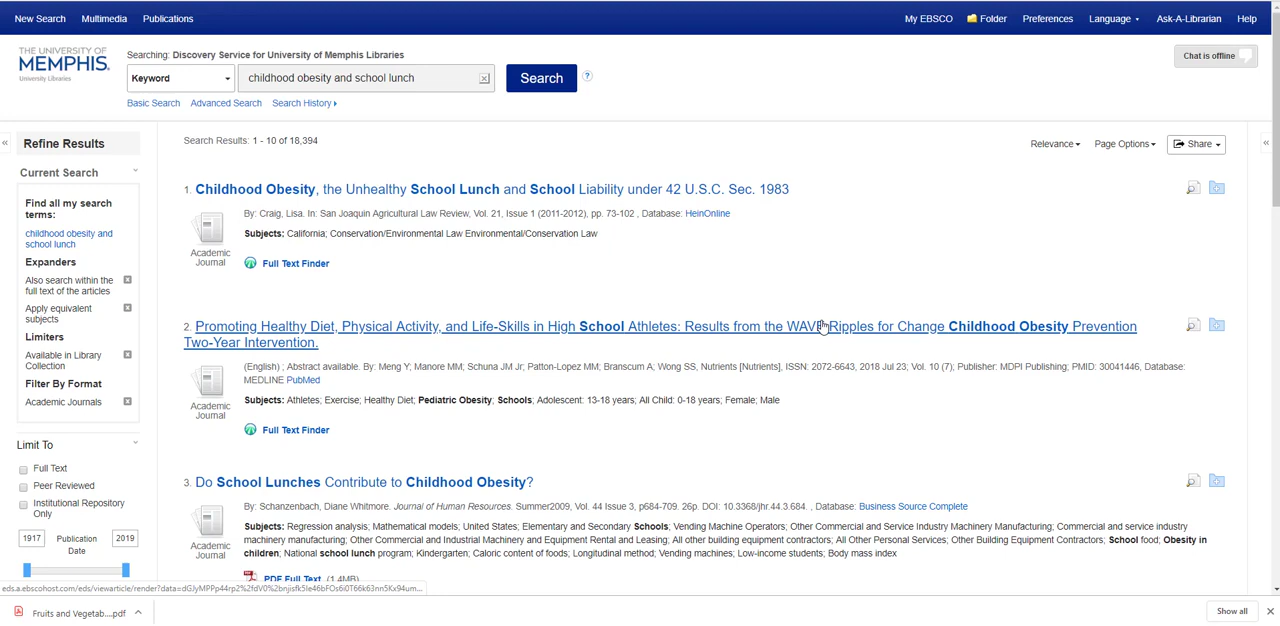 New Search Multimedia Publications My EBSCO Folder Preferences Language Ask-A-Librarian Help
THE UNIVERSITY OF
MEMPHIS.
University Libraries
Searching: Discovery Service for University of Memphis Libraries
Keyword childhood obesity and school lunch Search ?
Basic Search Advanced Search Search History
Chat is offline
« Refine Results
Current Search
Find all my search
terms:
childhood obesity and
school lunch
Expanders
Also search within the
full text of the articles
Apply equivalent
subjects
Limiters
Available in Library
Collection
Filter By Format
Academic Journals
Limit To
Full Text
Peer Reviewed
Institutional Repository
Only
1917 Publication 2019
Date
Search Results: 1 - 10 of 18,394
Relevance Page Options Share «
1. Childhood Obesity, the Unhealthy School Lunch and School Liability under 42 U.S.C. Sec. 1983
By: Craig, Lisa. In: San Joaquin Agricultural Law Review, Vol. 21, Issue 1 (2011-2012), pp. 73-102 , Database: HeinOnline
Subjects: California; Conservation/Environmental Law Environmental/Conservation Law
Academic
Journal
Full Text Finder
2. Promoting Healthy Diet, Physical Activity, and Life-Skills in High School Athletes: Results from the WAVE Ripples for Change Childhood Obesity Prevention
Two-Year Intervention.
(English) ; Abstract available. By: Meng Y; Manore MM; Schuna JM Jr; Patton-Lopez MM; Branscum A; Wong SS, Nutrients [Nutrients], ISSN: 2072-6643, 2018 Jul 23; Vol. 10 (7); Publisher: MDPI Publishing; PMID: 30041446, Database:
MEDLINE PubMed
Subjects: Athletes; Exercise; Healthy Diet; Pediatric Obesity; Schools; Adolescent: 13-18 years; All Child: 0-18 years; Female; Male
Academic
Journal
Full Text Finder
3. Do School Lunches Contribute to Childhood Obesity?
By: Schanzenbach, Diane Whitmore. Journal of Human Resources. Summer2009, Vol. 44 Issue 3, p684-709. 26p. DOI: 10.3368/jhr.44.3.684. , Database: Business Source Complete
Subjects: Regression analysis; Mathematical models; United States; Elementary and Secondary Schools; Vending Machine Operators; Other Commercial and Service Industry Machinery Manufacturing; Commercial and service industry
machinery manufacturing; Other Commercial and Industrial Machinery and Equipment Rental and Leasing; All other building equipment contractors; All Other Personal Services; Other Building Equipment Contractors; School food; Obesity in
children; National school lunch program; Kindergarten; Caloric content of foods; Longitudinal method; Vending machines; Low-income students; Body mass index
Academic
Journal
PDF Full Text (1.4MB)
Fruits and Vegetab....pdf Show all